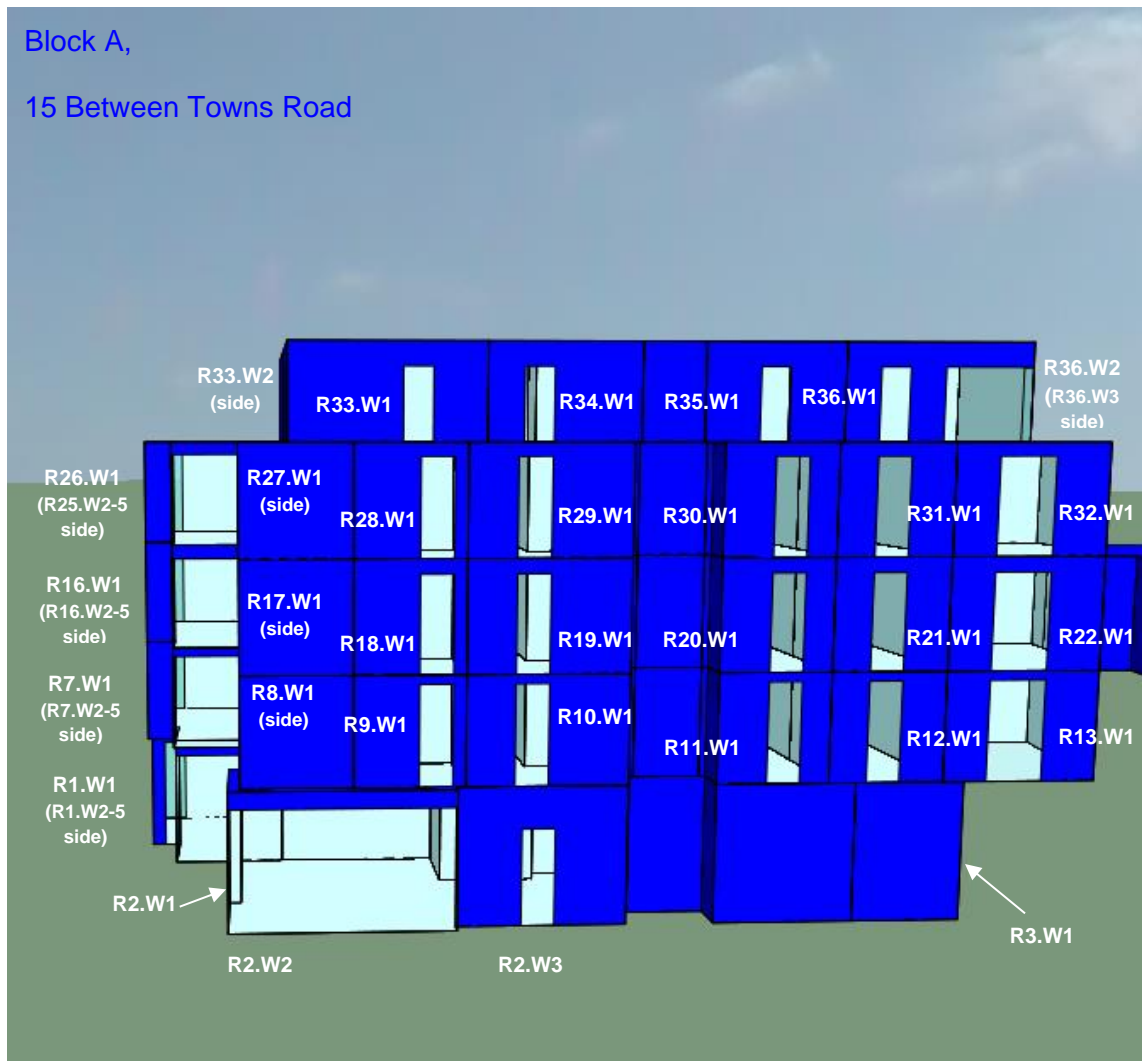 Block A,
15 Between Towns Road
R33.W2
(side)
R33.W1
R34.W1
R35.W1
R36.W1
R36.W2
(R36.W3
side)
R26.W1
(R25.W2-5
side)
R27.W1
(side)
R28.W1
R29.W1
R30.W1
R31.W1
R32.W1
R16.W1
(R16.W2-5
side)
R17.W1
(side)
R18.W1
R19.W1
R20.W1
R21.W1
R22.W1
R7.W1
(R7.W2-5
side)
R8.W1
(side)
R9.W1
R10.W1
R11.W1
R12.W1
R13.W1
R1.W1
(R1.W2-5
side)
R2.W1
R3.W1
R2.W2
R2.W3